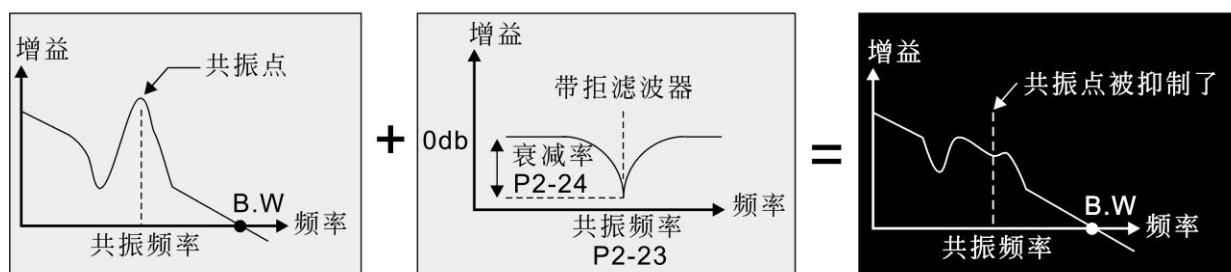 增益
共振点
B.W
频率
共振频率
+
增益
带拒滤波器
0db
衰减率
P2-24
频率
共振频率
P2-23
=
增益
共振点被抑制了
B.W
频率
共振频率